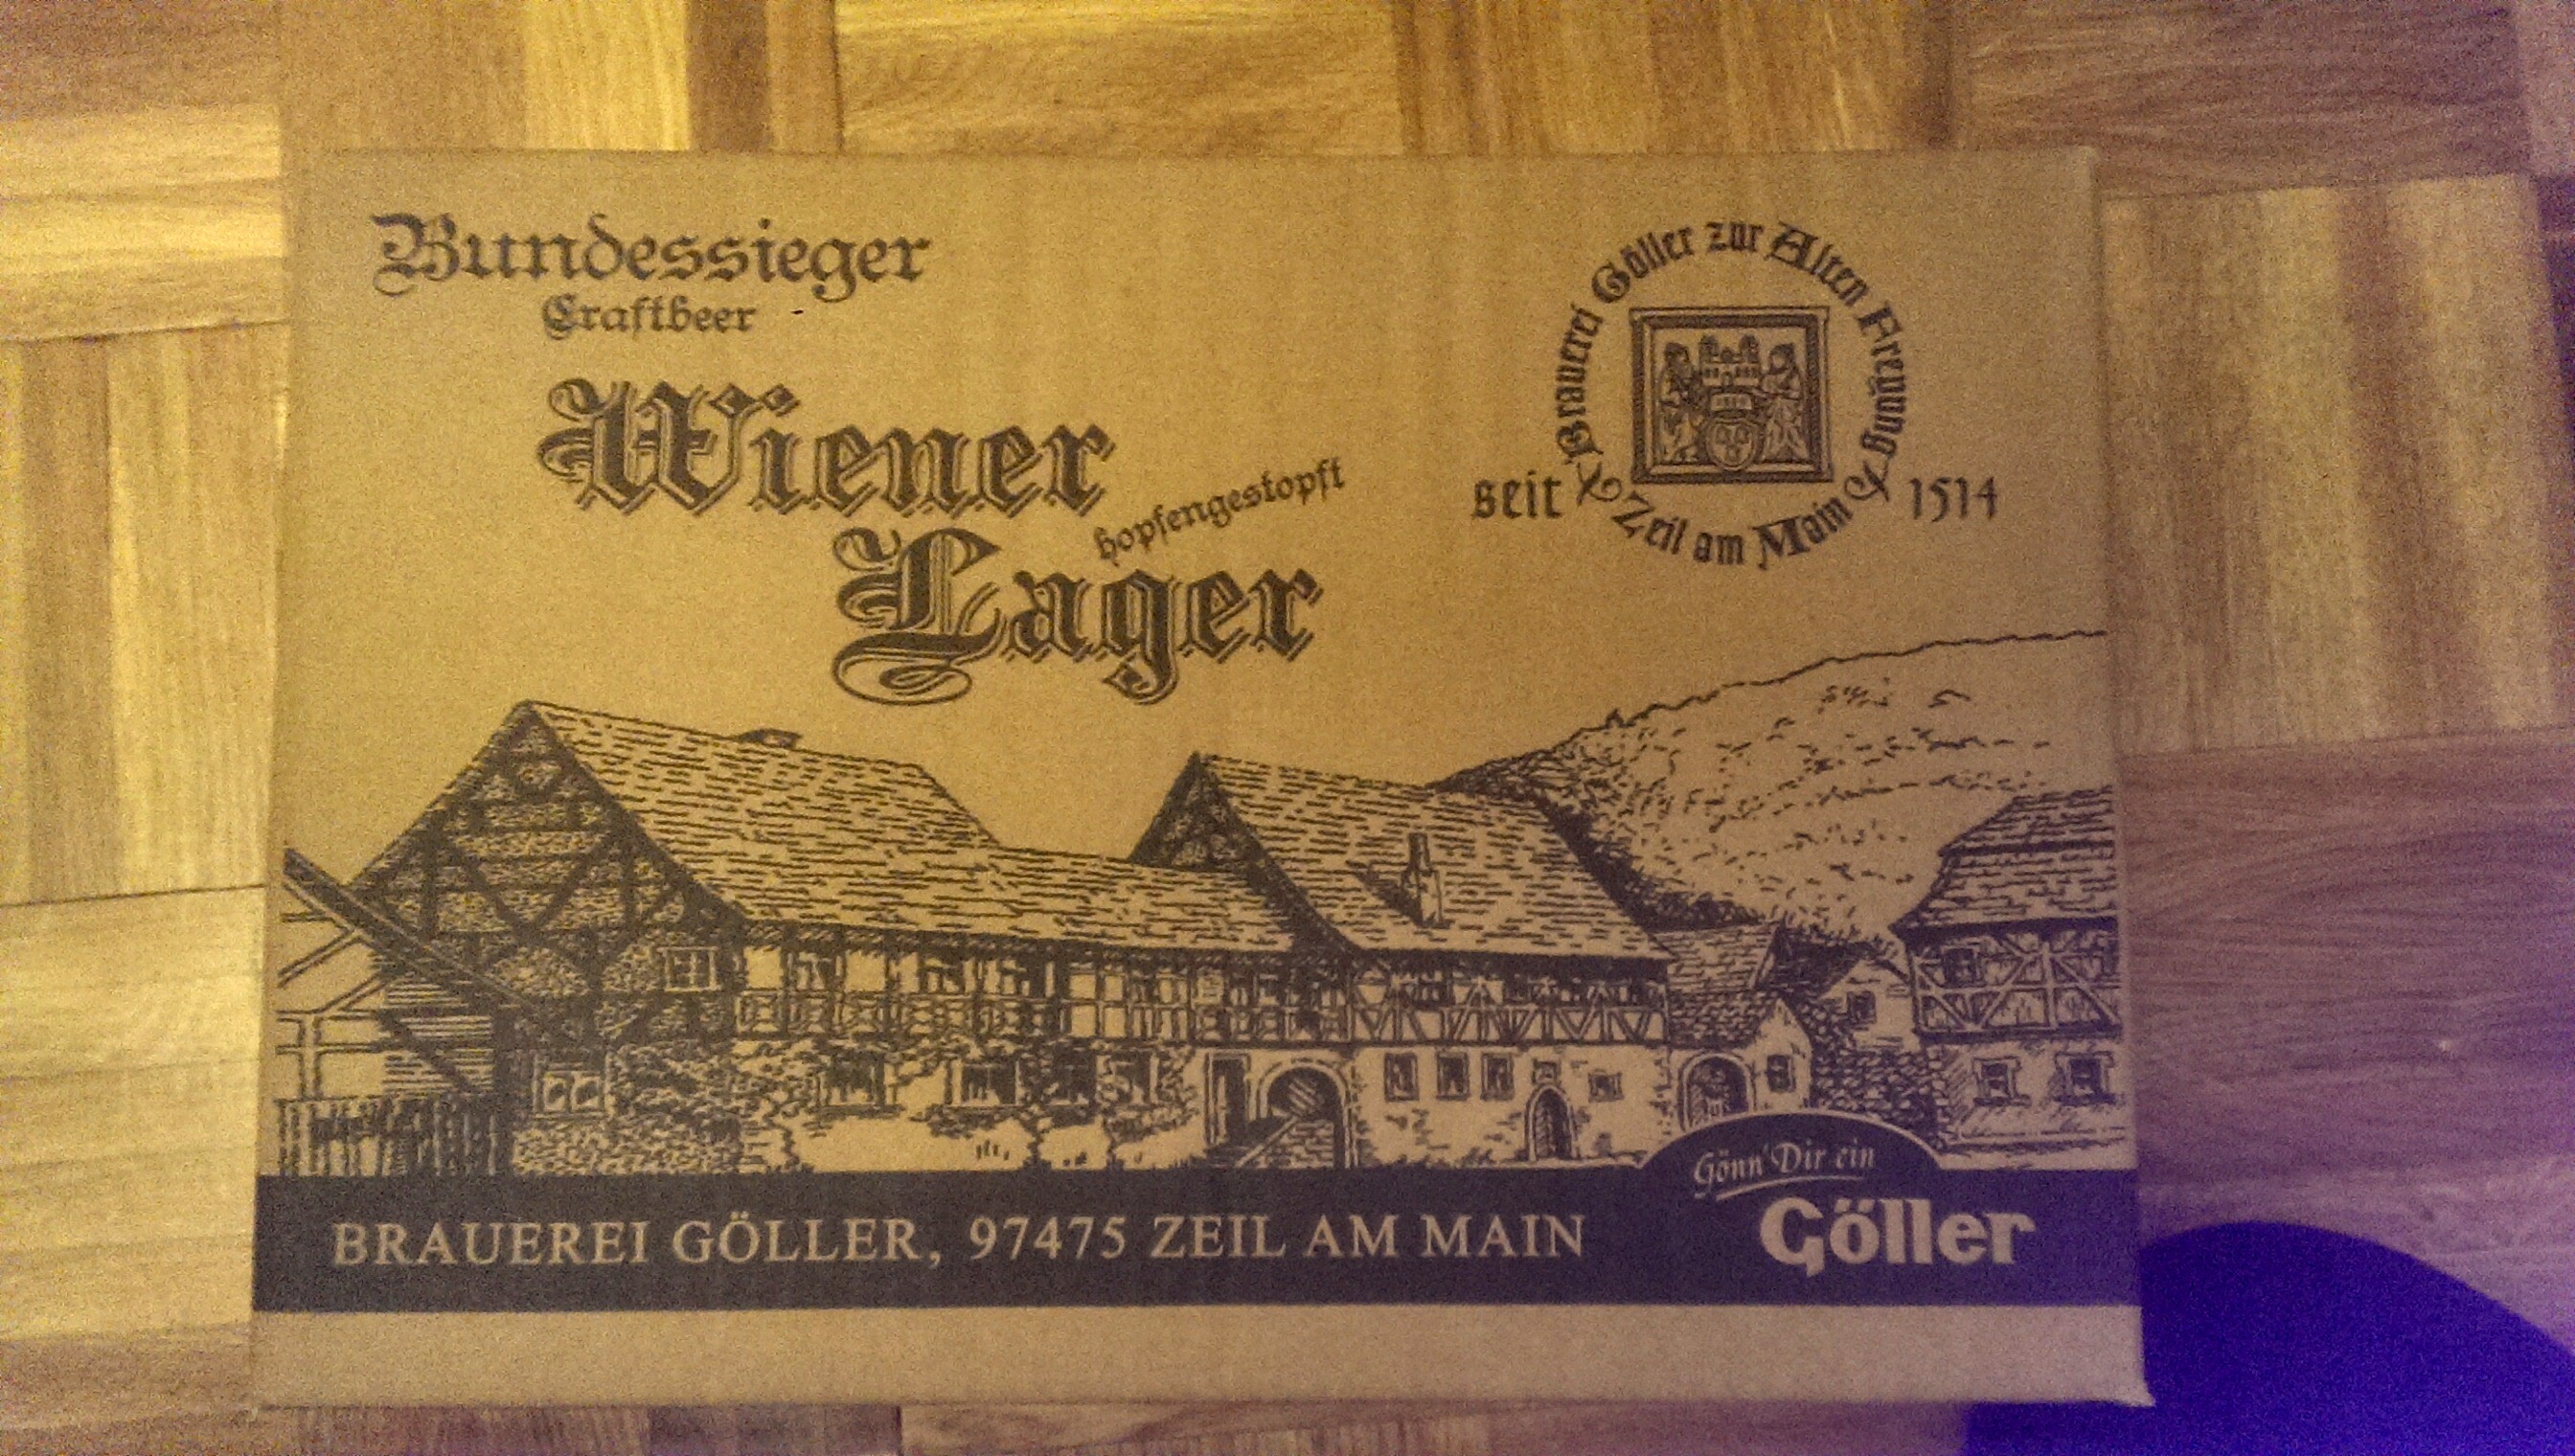 Bundessieger
Craftbeer
Wiener
hopfengestopft
Lager
Brauerei Göller zur Alten Freyung
seit
1514
Zeil am Main
Gönn' Dir ein
Göller
BRAUEREI GÖLLER, 97475 ZEIL AM MAIN